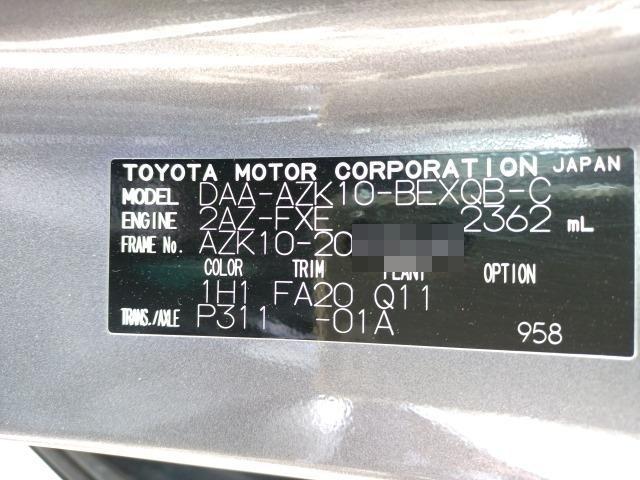 TOYOTA MOTOR CORPORATION JAPAN
MODEL DAA-AZK10-BEXQB-C
ENGINE 2AZ-FXE 2362 mL
FRAME No. AZK10-20
COLOR TRIM PLANT OPTION
1H1 FA20 Q11
TRANS./AXLE P311 -01A
958